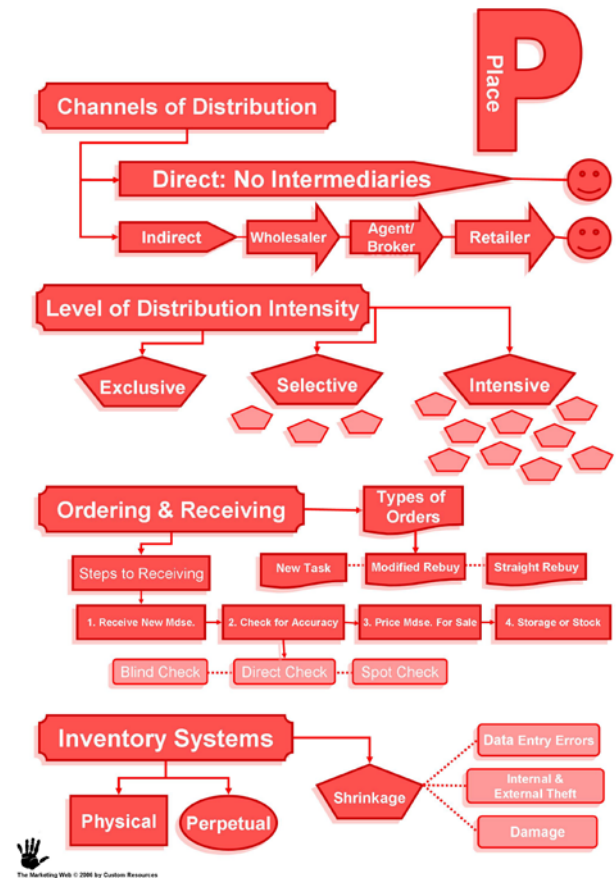 P
Place
Channels of Distribution
Direct: No Intermediaries
Indirect
Wholesaler
Agent/
Broker
Retailer
Level of Distribution Intensity
Exclusive
Selective
Intensive
Ordering & Receiving
Types of
Orders
Steps to Receiving
New Task
Modified Rebuy
Straight Rebuy
1. Receive New Mdse.
2. Check for Accuracy
3. Price Mdse. For Sale
4. Storage or Stock
Blind Check
Direct Check
Spot Check
Inventory Systems
Physical
Perpetual
Shrinkage
Data Entry Errors
Internal &
External Theft
Damage
The Marketing Web © 2006 by Custom Resources